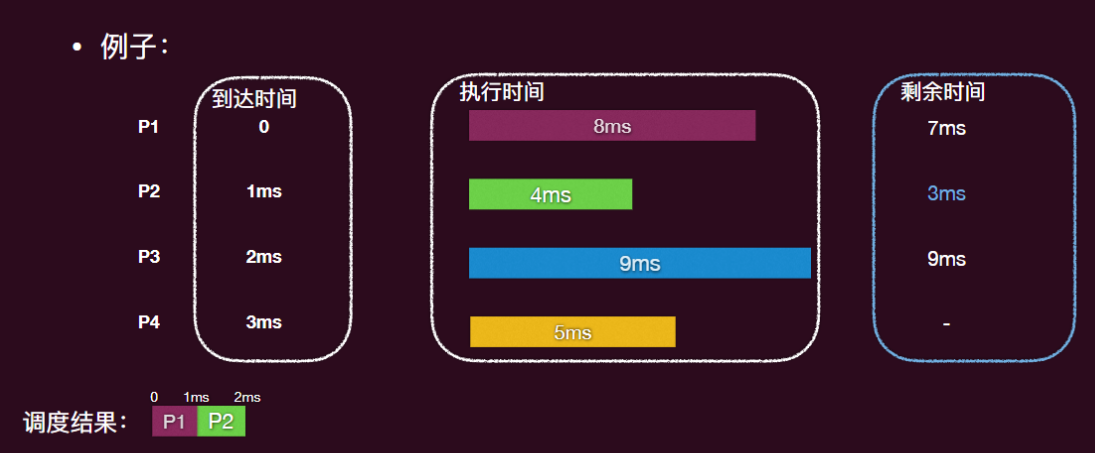 • 例子：
到达时间 执行时间 剩余时间
P1 0 8ms 7ms
P2 1ms 4ms 3ms
P3 2ms 9ms 9ms
P4 3ms 5ms -
0 1ms 2ms
调度结果： P1 P2